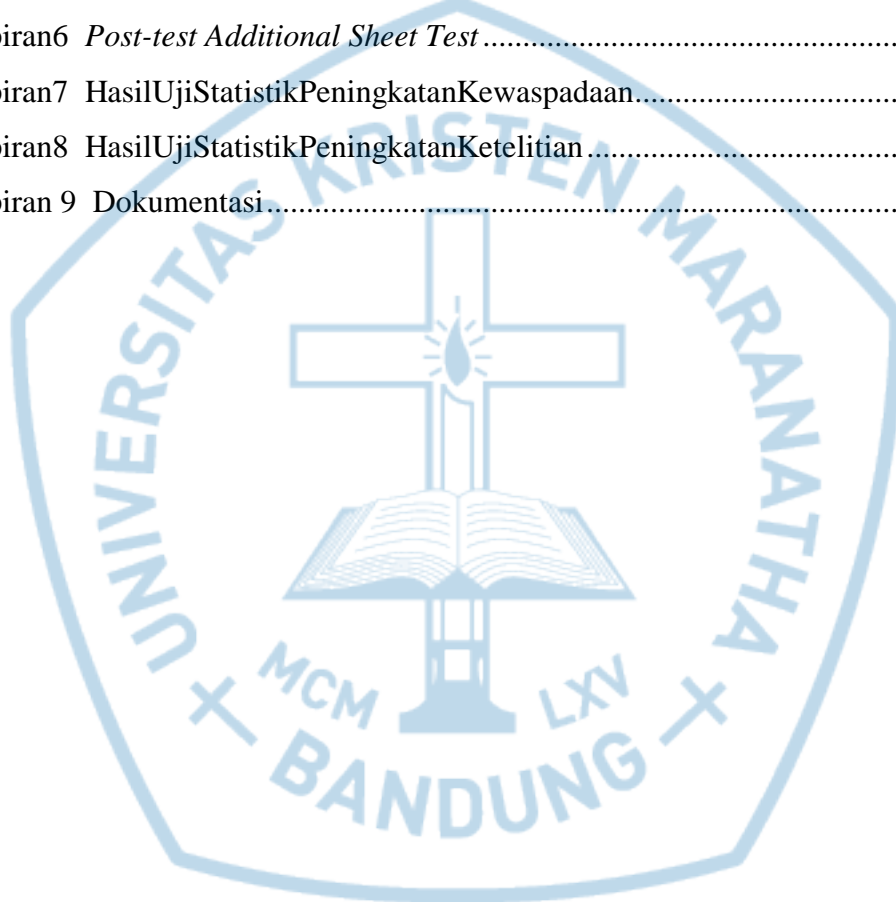 piran6 Post-test Additional Sheet Test................................................................
piran7 HasilUjiStatistikPeningkatanKewaspadaan............................................
piran8 HasilUjiStatistikPeningkatanKetelitian..................................................
piran 9 Dokumentasi...........................................................................................
UNIVERSITAS KRISTEN MARANATHA
MCM LXV
BANDUNG